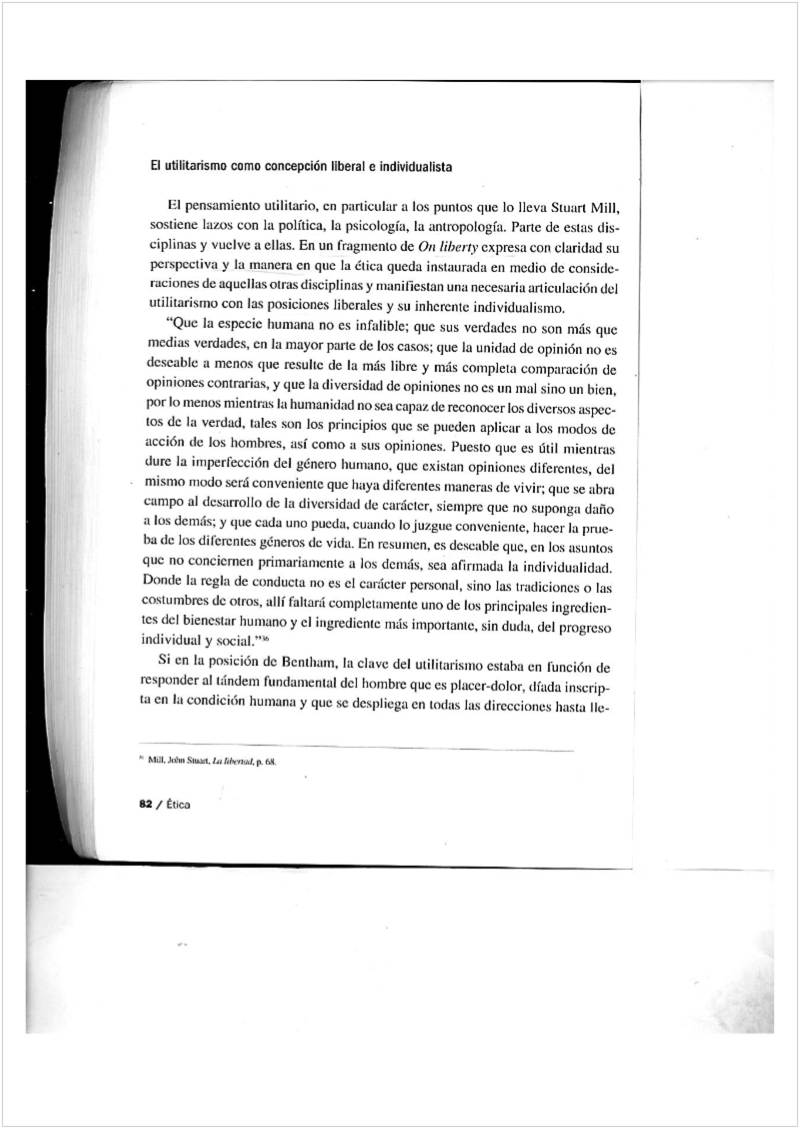 El utilitarismo como concepción liberal e individualista
El pensamiento utilitario, en particular a los puntos que lo lleva Stuart Mill,
sostiene lazos con la política, la psicología, la antropología. Parte de estas dis-
ciplinas y vuelve a ellas. En un fragmento de On liberty expresa con claridad su
perspectiva y la manera en que la ética queda instaurada en medio de conside-
raciones de aquellas otras disciplinas y manifiestan una necesaria articulación del
utilitarismo con las posiciones liberales y su inherente individualismo.
“Que la especie humana no es infalible; que sus verdades no son más que
medias verdades, en la mayor parte de los casos; que la unidad de opinión no es
deseable a menos que resulte de la más libre y más completa comparación de
opiniones contrarias, y que la diversidad de opiniones no es un mal sino un bien,
por lo menos mientras la humanidad no sea capaz de reconocer los diversos aspec-
tos de la verdad, tales son los principios que se pueden aplicar a los modos de
acción de los hombres, así como a sus opiniones. Puesto que es útil mientras
dure la imperfección del género humano, que existan opiniones diferentes, del
mismo modo será conveniente que haya diferentes maneras de vivir; que se abra
campo al desarrollo de la diversidad de carácter, siempre que no suponga daño
a los demás; y que cada uno pueda, cuando lo juzgue conveniente, hacer la prue-
ba de los diferentes géneros de vida. En resumen, es deseable que, en los asuntos
que no conciernen primariamente a los demás, sea afirmada la individualidad.
Donde la regla de conducta no es el carácter personal, sino las tradiciones o las
costumbres de otros, allí faltará completamente uno de los principales ingredien-
tes del bienestar humano y el ingrediente más importante, sin duda, del progreso
individual y social.”³⁶
Si en la posición de Bentham, la clave del utilitarismo estaba en función de
responder al tándem fundamental del hombre que es placer-dolor, díada inscrip-
ta en la condición humana y que se despliega en todas las direcciones hasta lle-
³⁶ Mill, John Stuart, La libertad, p. 68.
82 / Ética